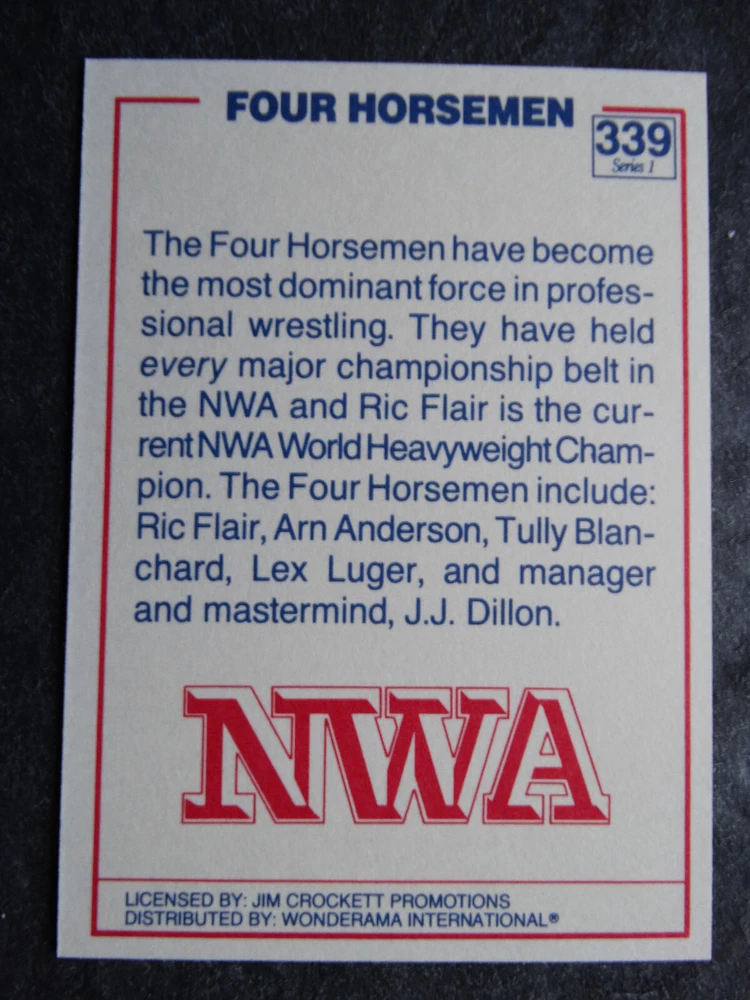 FOUR HORSEMEN
339
Series 1
The Four Horsemen have become
the most dominant force in profes-
sional wrestling. They have held
every major championship belt in
the NWA and Ric Flair is the cur-
rent NWA World Heavyweight Cham-
pion. The Four Horsemen include:
Ric Flair, Arn Anderson, Tully Blan-
chard, Lex Luger, and manager
and mastermind, J.J. Dillon.
NWA
LICENSED BY: JIM CROCKETT PROMOTIONS
DISTRIBUTED BY: WONDERAMA INTERNATIONAL®